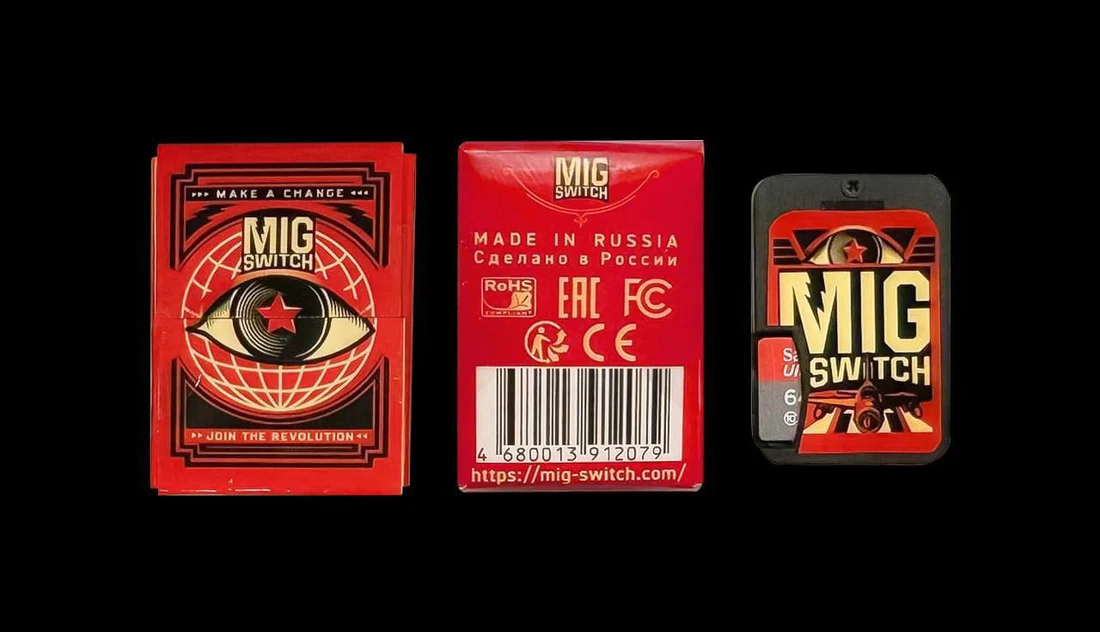 MAKE A CHANGE
MIG
SWITCH
JOIN THE REVOLUTION
MIG
SWITCH
MADE IN RUSSIA
Сделано в России
RoHS
COMPLIANT
EAC FC
CE
4 680013 912079
https://mig-switch.com/
MIG
SWITCH